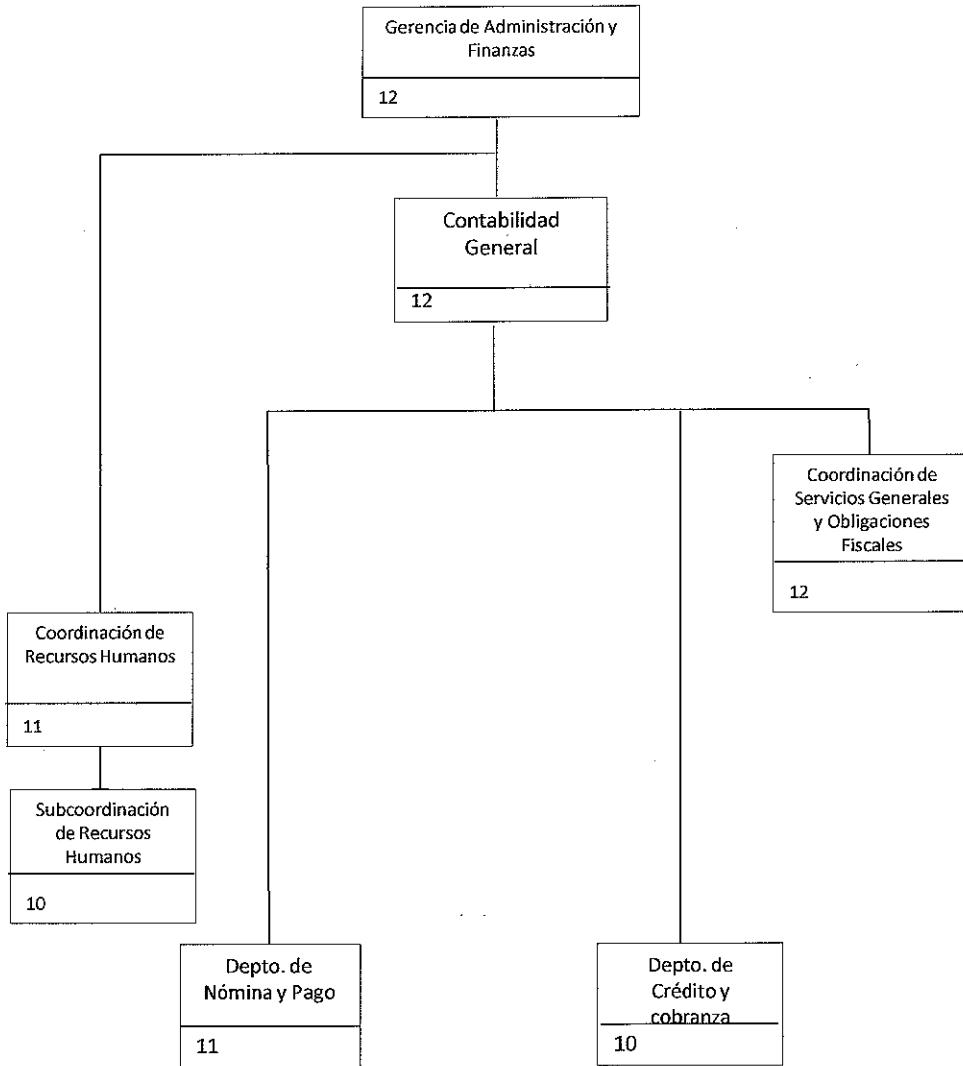 Gerencia de Administración y
Finanzas
12
Contabilidad
General
12
Coordinación de
Servicios Generales
y Obligaciones
Fiscales
12
Coordinación de
Recursos Humanos
11
Subcoordinación
de Recursos
Humanos
10
Depto. de
Nómina y Pago
11
Depto. de
Crédito y
cobranza
10